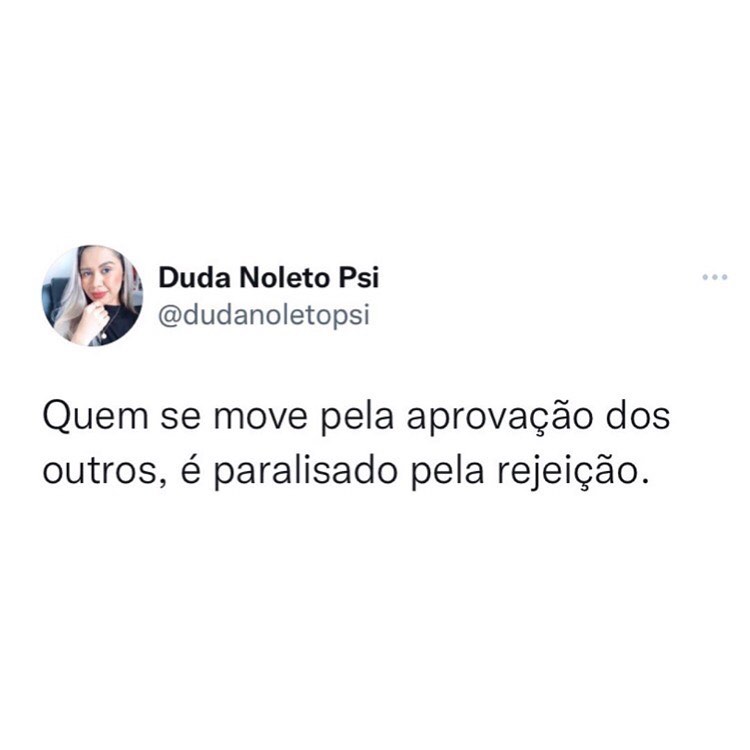 Duda Noleto Psi
@dudanoletopsi
Quem se move pela aprovação dos
outros, é paralisado pela rejeição.